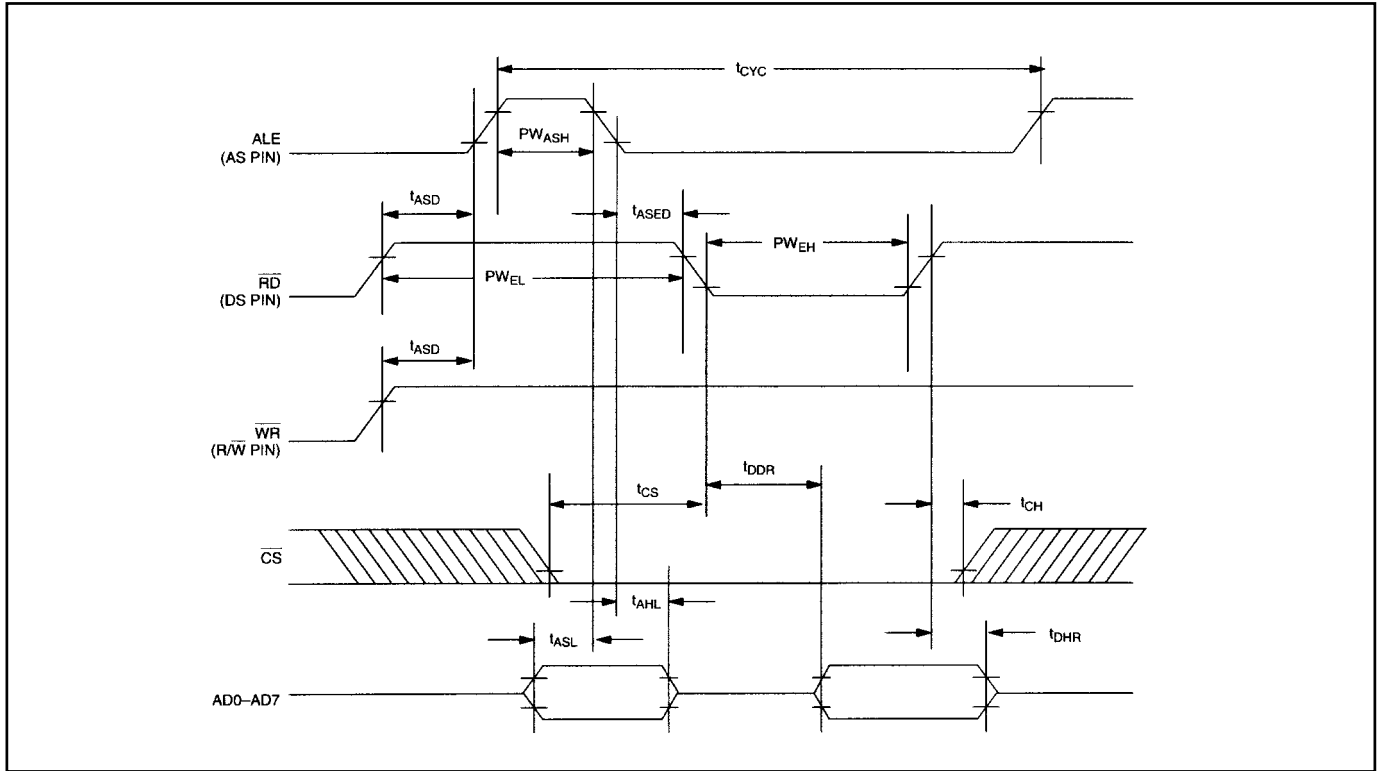 tCYC
ALE
(AS PIN)
PWASH
tASD
tASED
PWEH
RD
(DS PIN)
PWEL
tASD
WR
(R/W PIN)
tDDR
tCS
tCH
CS
tAHL
tASL
tDHR
AD0–AD7